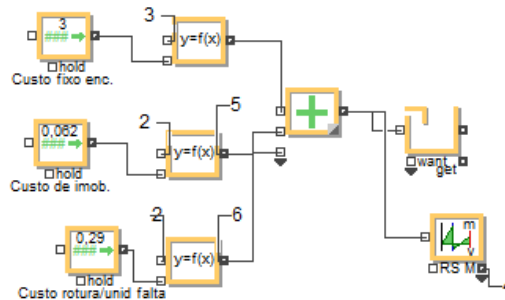 3
3
y=f(x)
hold
Custo fixo enc.
5
2
0,062
y=f(x)
hold
Custo de imob.
want
get
2
6
0,29
y=f(x)
m
v
hold
RS M
Custo rotura/unid falta